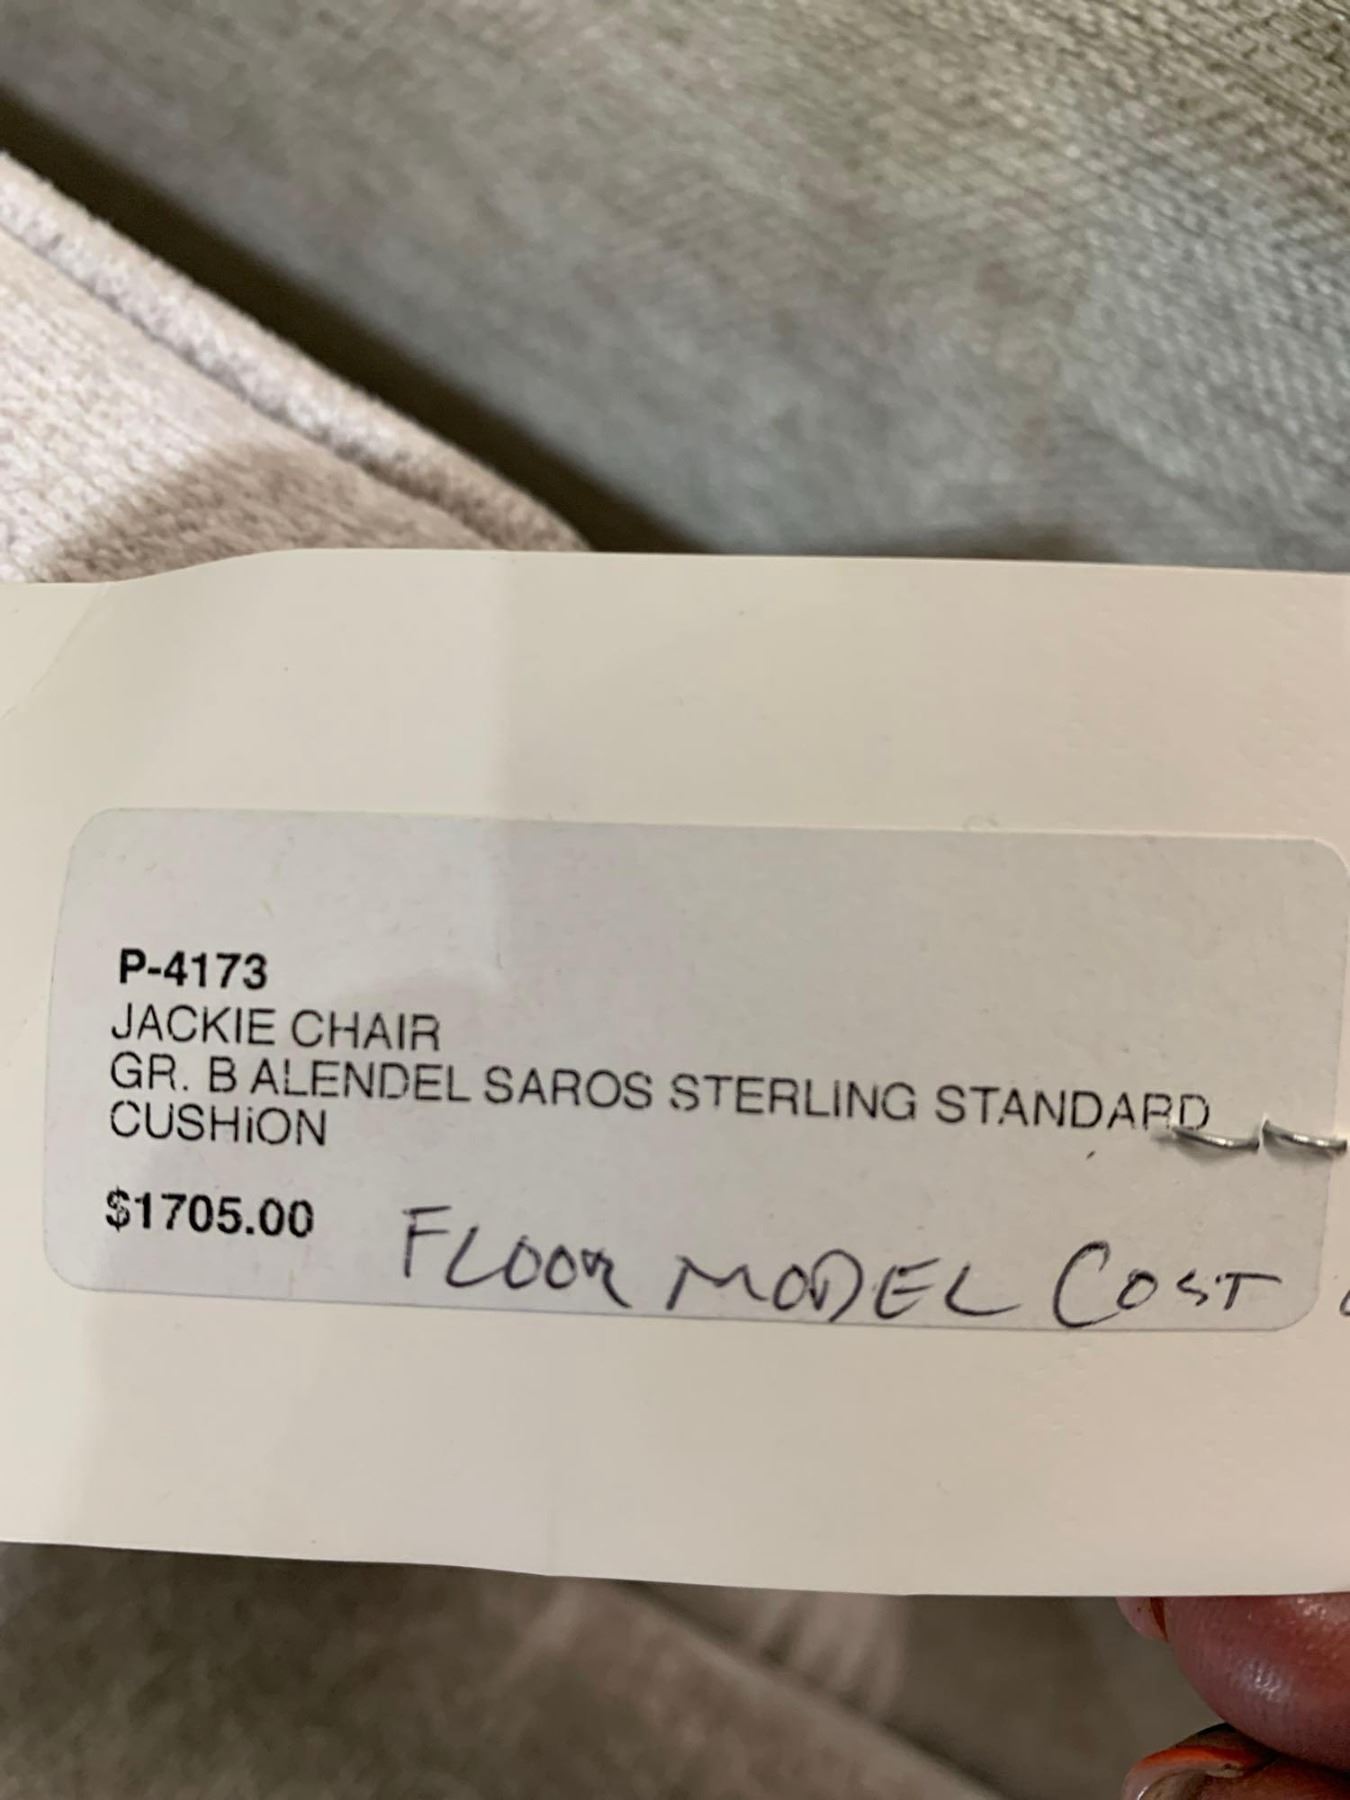 P-4173
JACKIE CHAIR
GR. B ALENDEL SAROS STERLING STANDARD
CUSHiON
$1705.00 FLOOR MODEL COST